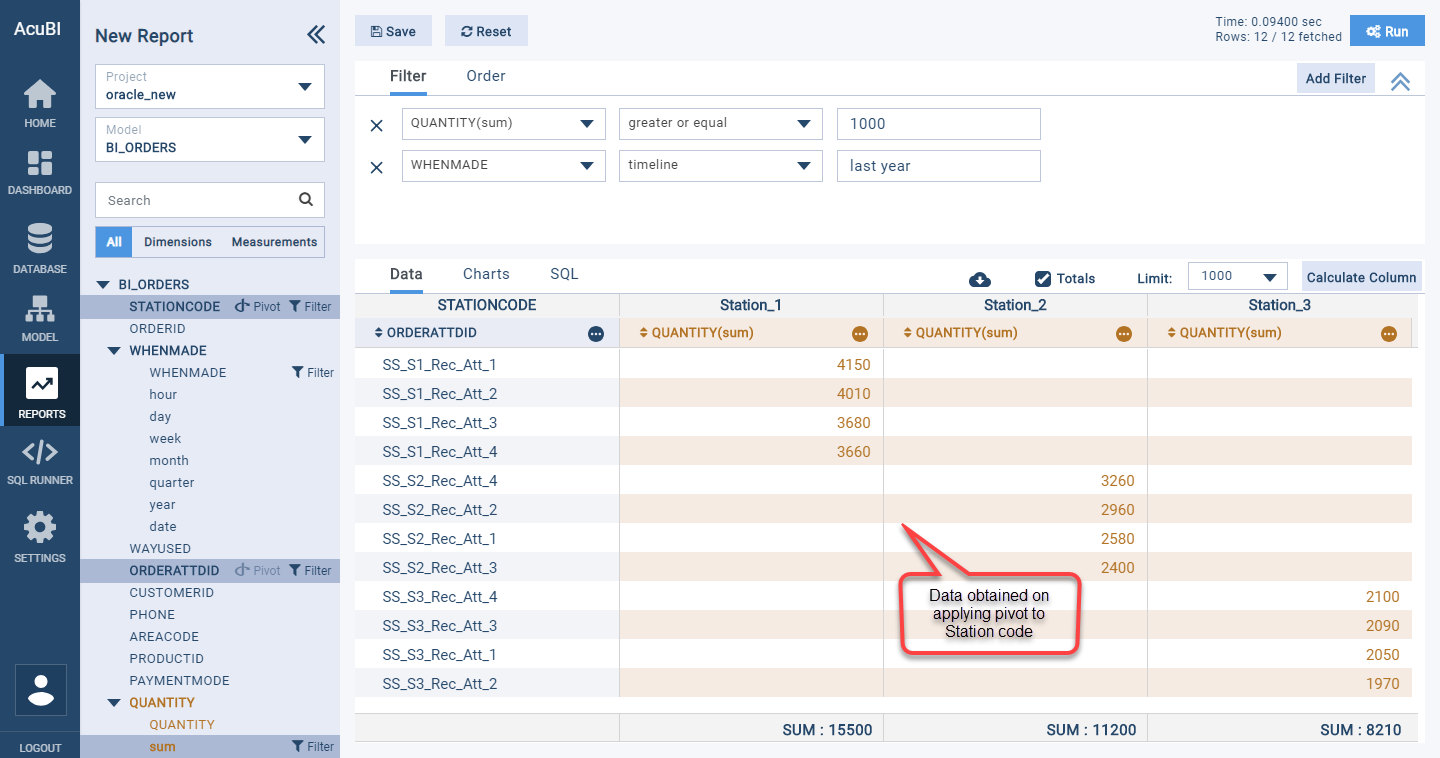 AcuBI
HOME
DASHBOARD
DATABASE
MODEL
REPORTS
SQL RUNNER
SETTINGS
LOGOUT
New Report
Project
oracle_new
Model
BI_ORDERS
Search
All Dimensions Measurements
BI_ORDERS
STATIONCODE Pivot Filter
ORDERID
WHENMADE
WHENMADE Filter
hour
day
week
month
quarter
year
date
WAYUSED
ORDERATTDID Pivot Filter
CUSTOMERID
PHONE
AREACODE
PRODUCTID
PAYMENTMODE
QUANTITY
QUANTITY
sum Filter
Save Reset
Time: 0.09400 sec
Rows: 12 / 12 fetched
Run
Filter Order Add Filter
QUANTITY(sum) greater or equal 1000
WHENMADE timeline last year
Data Charts SQL Totals Limit: 1000 Calculate Column
STATIONCODE Station_1 Station_2 Station_3
ORDERATTDID QUANTITY(sum) QUANTITY(sum) QUANTITY(sum)
SS_S1_Rec_Att_1 4150
SS_S1_Rec_Att_2 4010
SS_S1_Rec_Att_3 3680
SS_S1_Rec_Att_4 3660
SS_S2_Rec_Att_4 3260
SS_S2_Rec_Att_2 2960
SS_S2_Rec_Att_1 2580
SS_S2_Rec_Att_3 2400
SS_S3_Rec_Att_4 2100
SS_S3_Rec_Att_3 2090
SS_S3_Rec_Att_1 2050
SS_S3_Rec_Att_2 1970
Data obtained on
applying pivot to
Station code
SUM : 15500 SUM : 11200 SUM : 8210